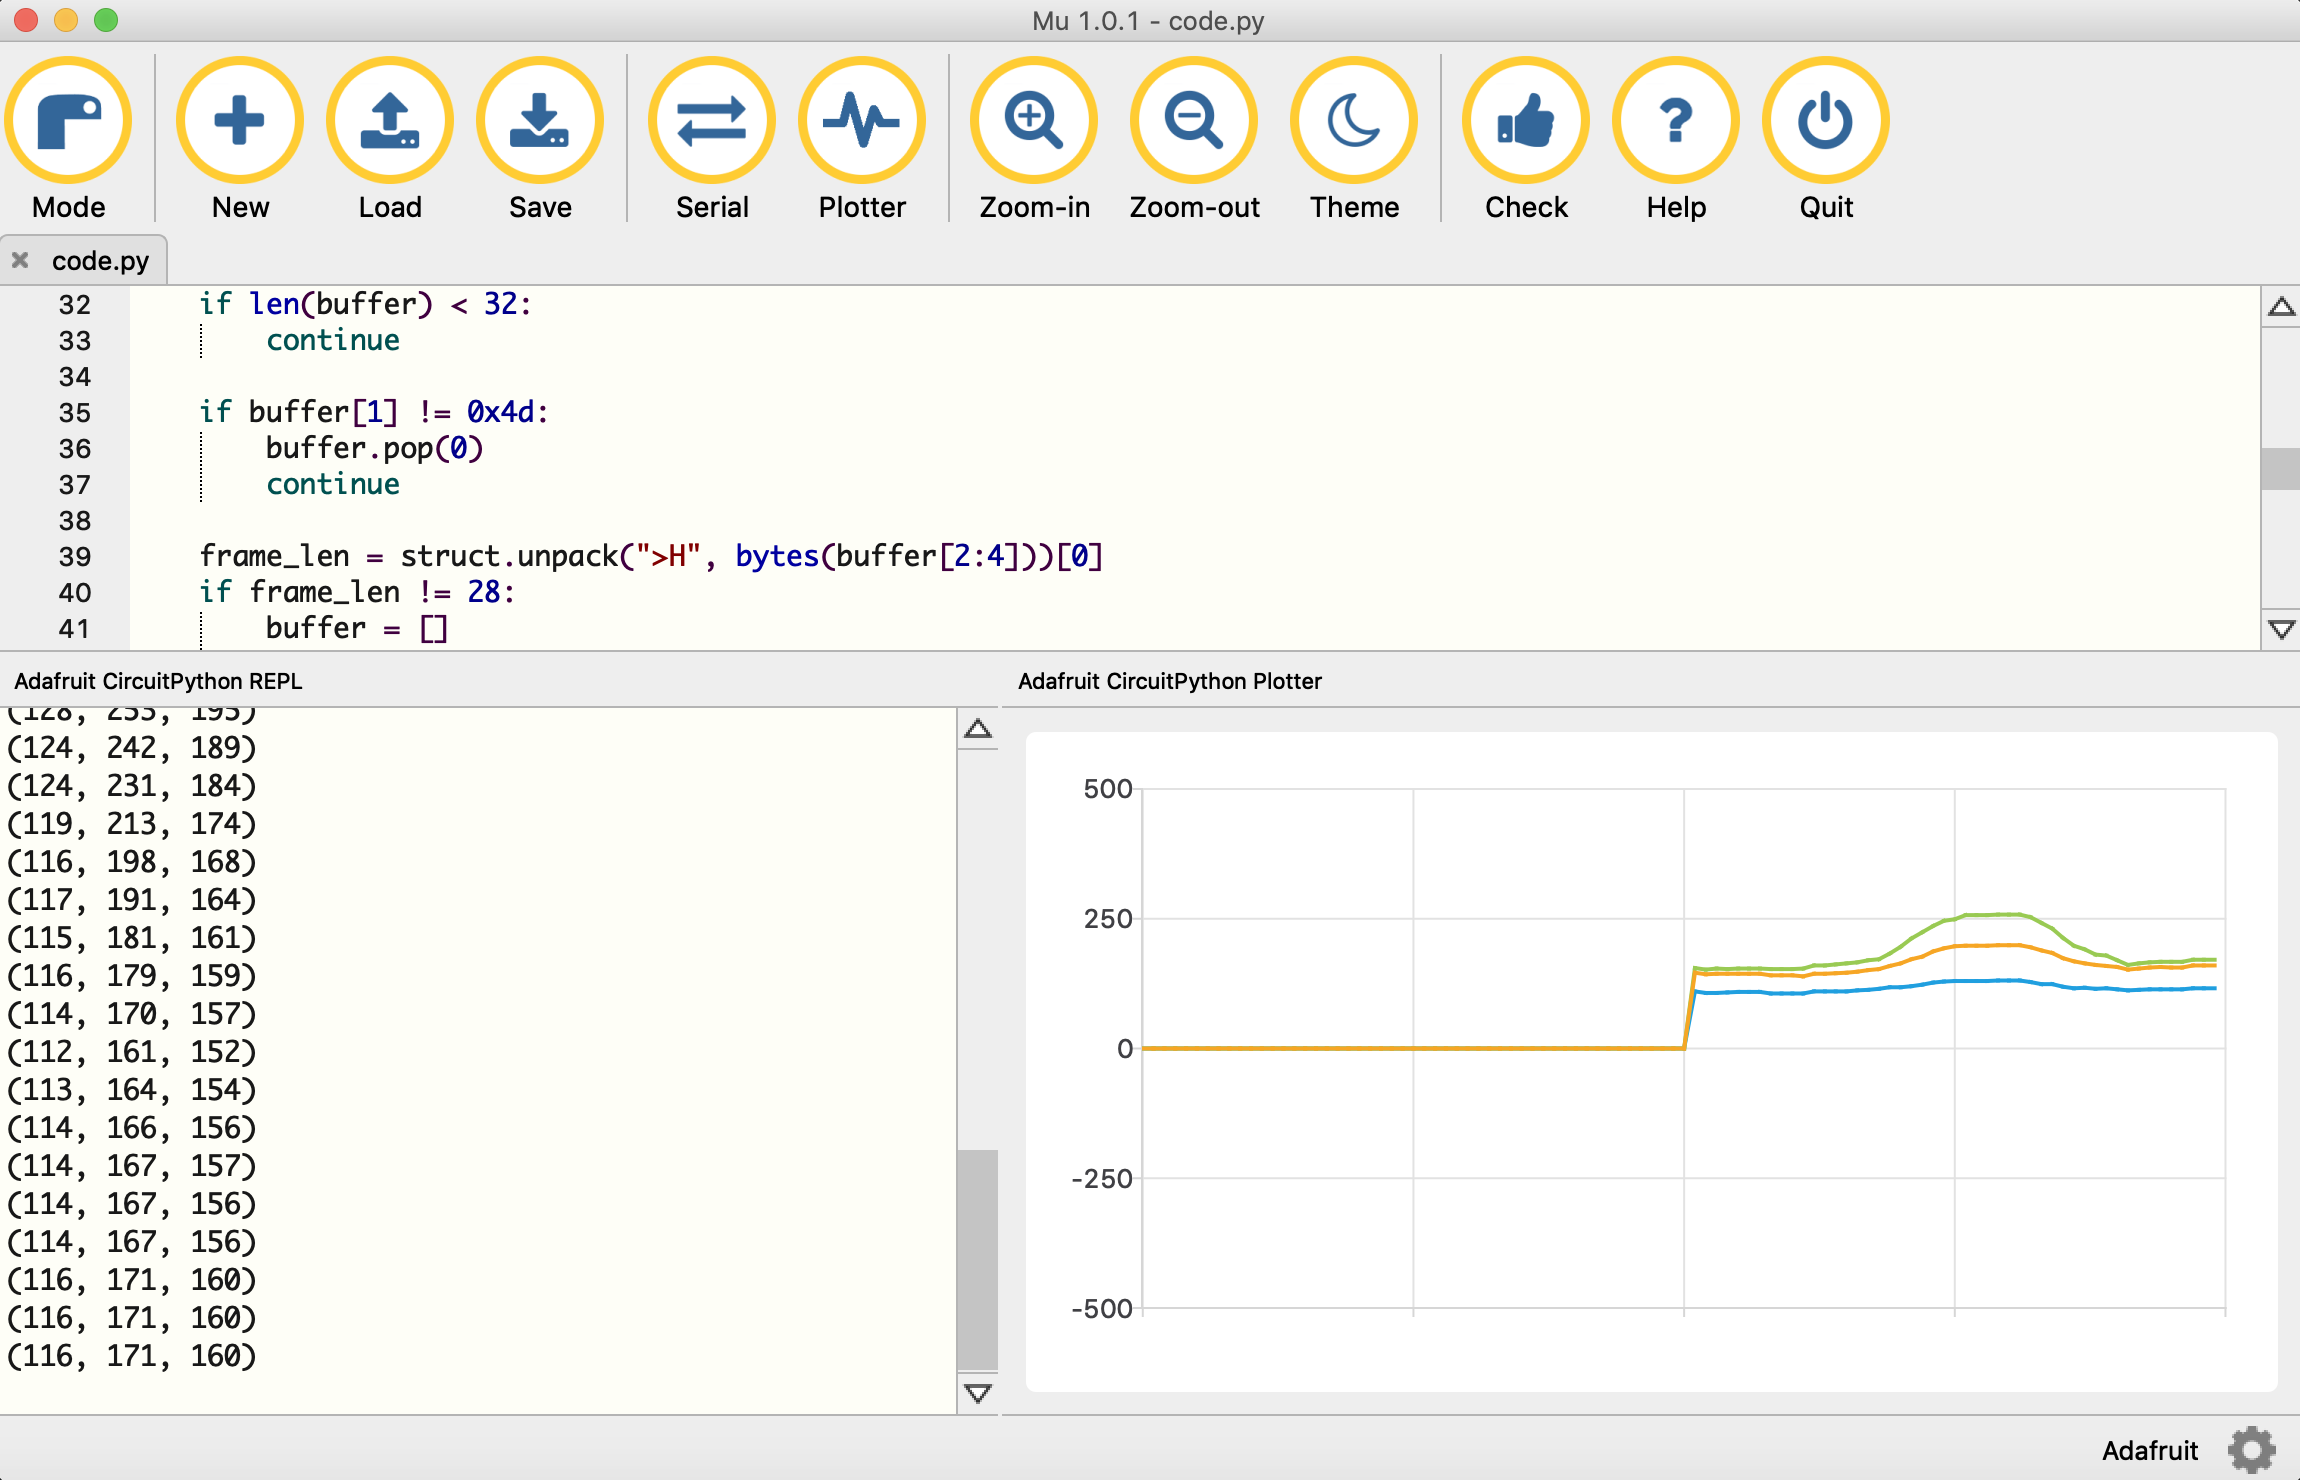 Mu 1.0.1 - code.py
Mode New Load Save Serial Plotter Zoom-in Zoom-out Theme Check Help Quit
code.py
32 if len(buffer) < 32:
33 continue
34
35 if buffer[1] != 0x4d:
36 buffer.pop(0)
37 continue
38
39 frame_len = struct.unpack(">H", bytes(buffer[2:4]))[0]
40 if frame_len != 28:
41 buffer = []
Adafruit CircuitPython REPL
(124, 242, 189)
(124, 231, 184)
(119, 213, 174)
(116, 198, 168)
(117, 191, 164)
(115, 181, 161)
(116, 179, 159)
(114, 170, 157)
(112, 161, 152)
(113, 164, 154)
(114, 166, 156)
(114, 167, 157)
(114, 167, 156)
(114, 167, 156)
(116, 171, 160)
(116, 171, 160)
(116, 171, 160)
Adafruit CircuitPython Plotter
500
250
0
-250
-500
Adafruit